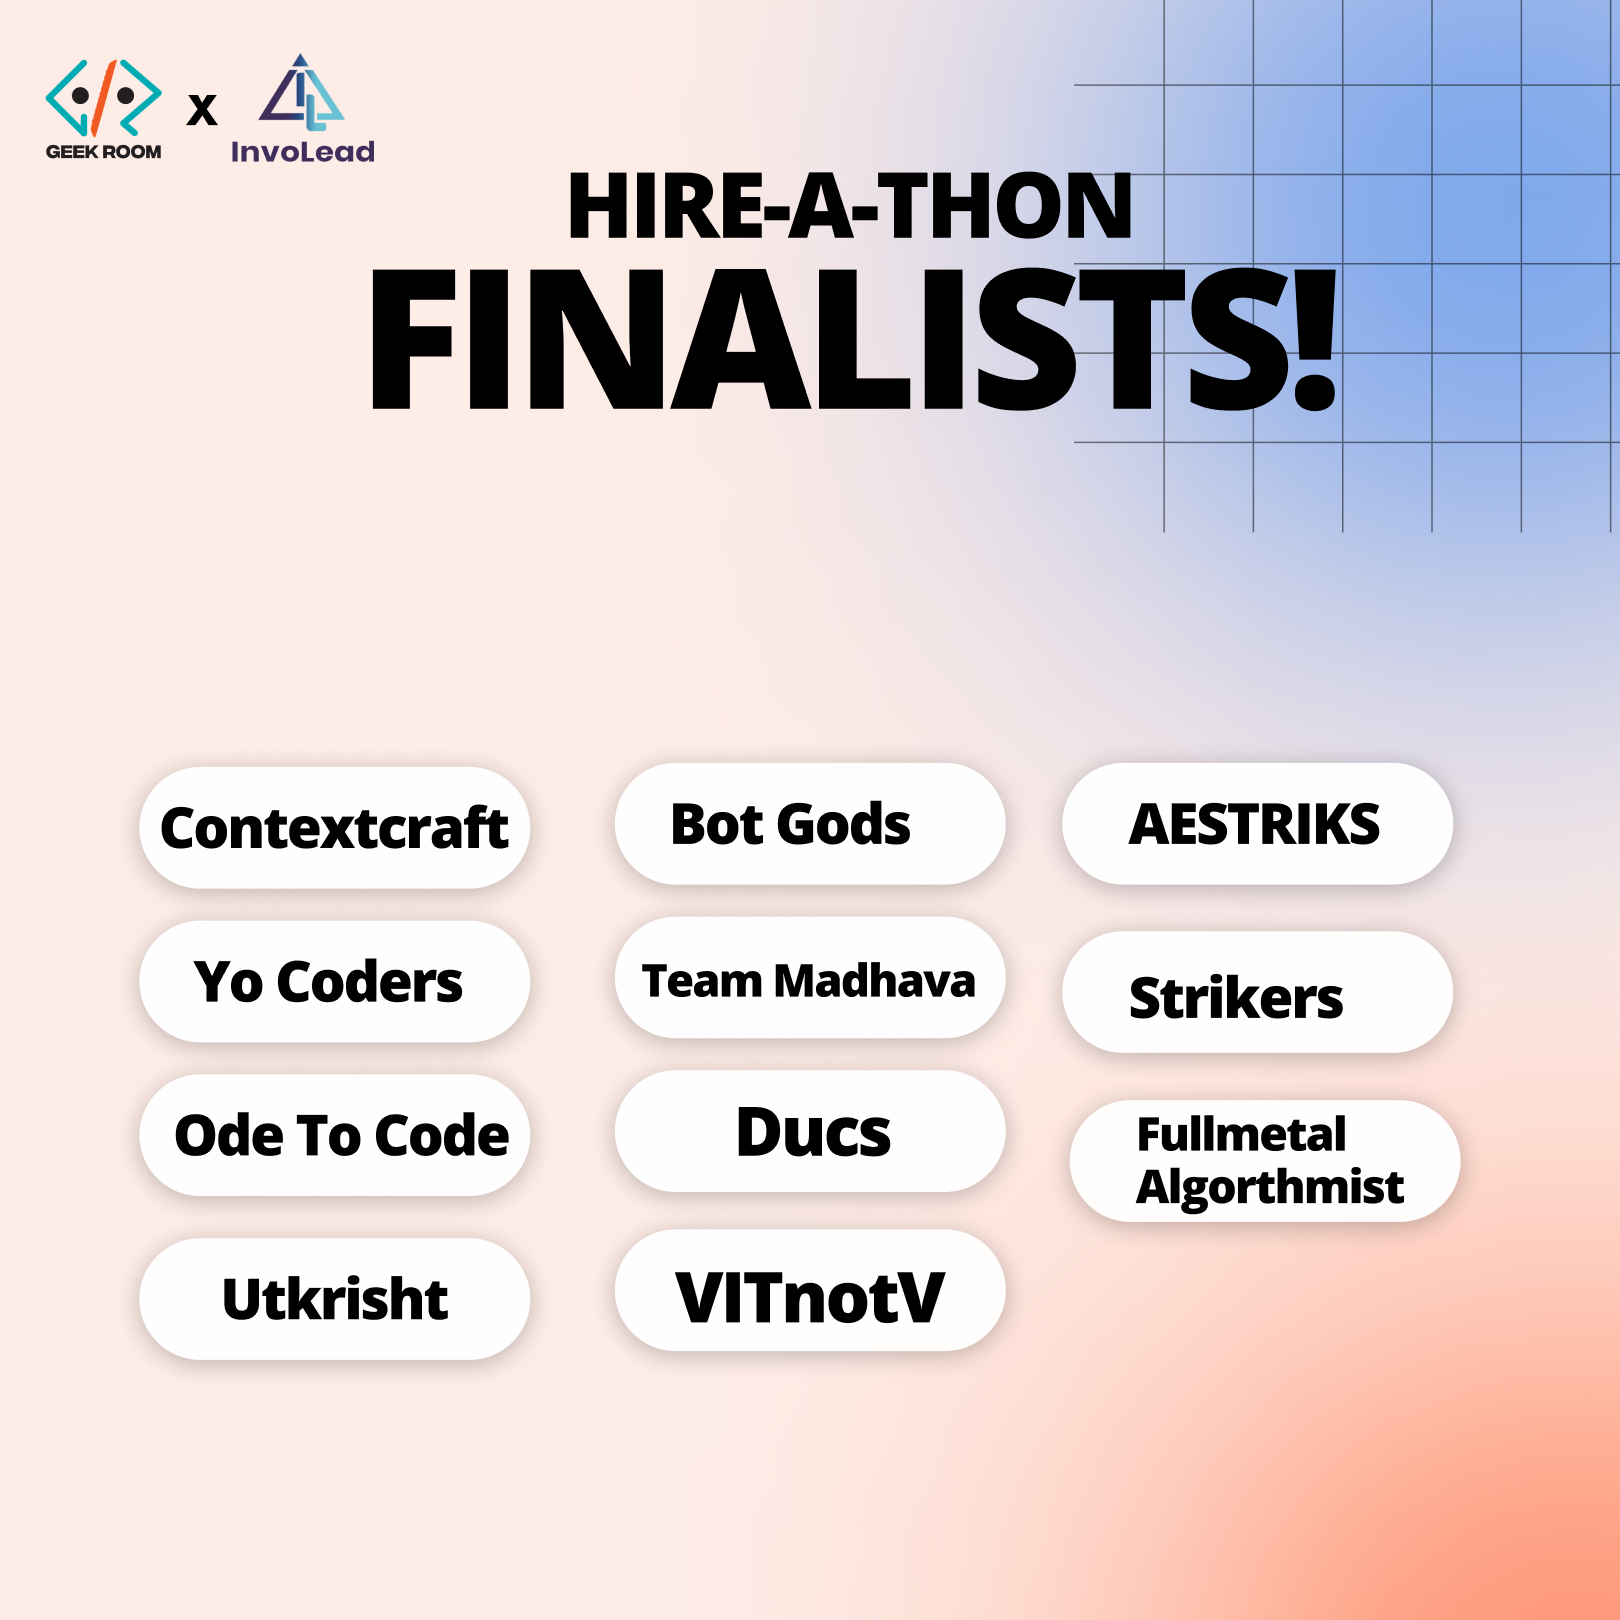 GEEK ROOM
x
InvoLead
HIRE-A-THON
FINALISTS!
Contextcraft
Yo Coders
Ode To Code
Utkrisht
Bot Gods
Team Madhava
Ducs
VITnotV
AESTRIKS
Strikers
Fullmetal
Algorthmist